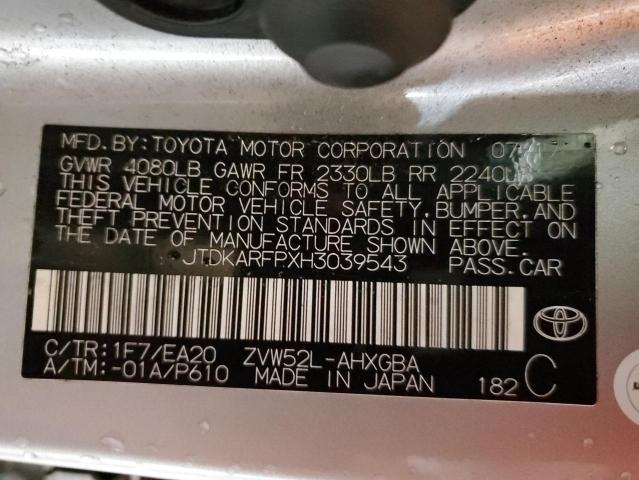 MFD. BY: TOYOTA MOTOR CORPORATION 07/17
GVWR 4080LB GAWR FR 2330LB RR 2240LB
THIS VEHICLE CONFORMS TO ALL APPLICABLE
FEDERAL MOTOR VEHICLE SAFETY, BUMPER, AND
THEFT PREVENTION STANDARDS IN EFFECT ON
THE DATE OF MANUFACTURE SHOWN ABOVE.
JTDKARFPXH3039543 PASS. CAR
C/TR: 1F7/EA20 ZVW52L-AHXGBA
A/TM: -01A/P610 MADE IN JAPAN 182 C